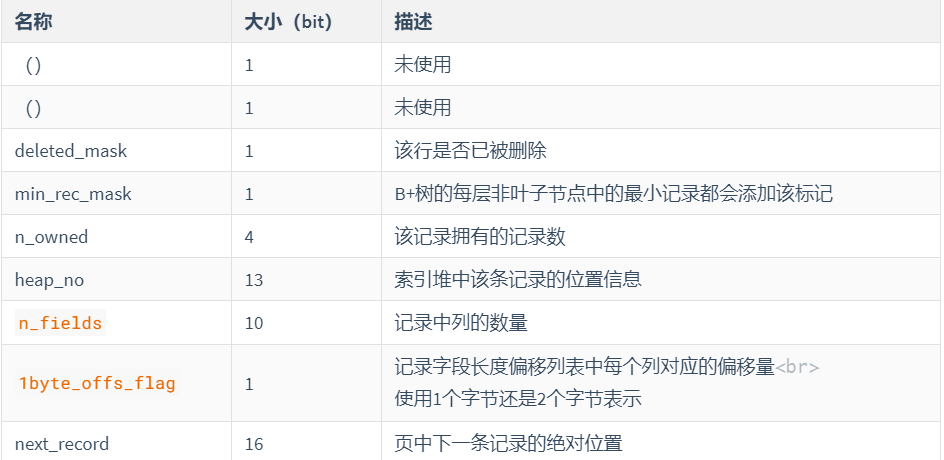 名称 大小（bit） 描述
（） 1 未使用
（） 1 未使用
deleted_mask 1 该行是否已被删除
min_rec_mask 1 B+树的每层非叶子节点中的最小记录都会添加该标记
n_owned 4 该记录拥有的记录数
heap_no 13 索引堆中该条记录的位置信息
n_fields 10 记录中列的数量
1byte_offs_flag 1 记录字段长度偏移列表中每个列对应的偏移量<br>
使用1个字节还是2个字节表示
next_record 16 页中下一条记录的绝对位置